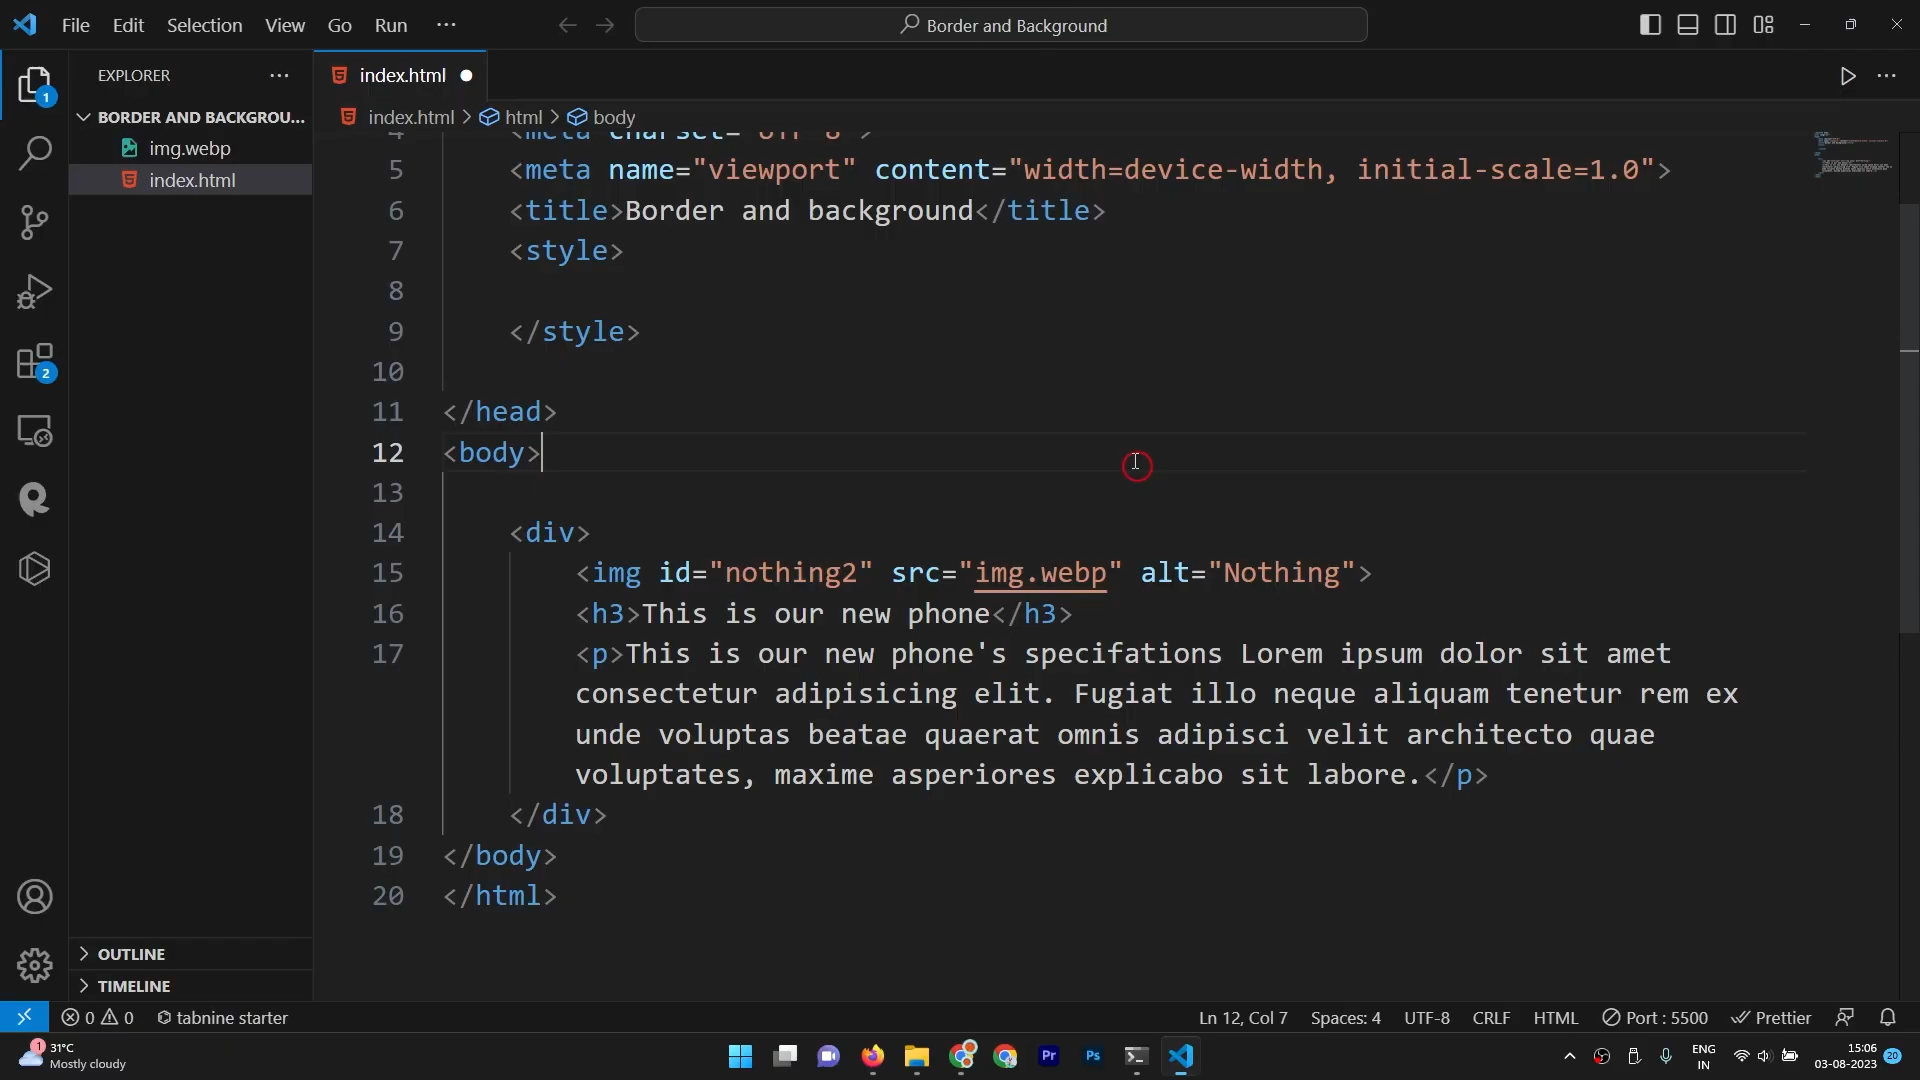 File Edit Selection View Go Run ···
Border and Background
EXPLORER
1
BORDER AND BACKGROU...
img.webp
index.html
2
OUTLINE
TIMELINE
index.html
index.html > html > body
5 <meta name="viewport" content="width=device-width, initial-scale=1.0">
6 <title>Border and background</title>
7 <style>
8
9 </style>
10
11 </head>
12 <body>
13
14 <div>
15 <img id="nothing2" src="img.webp" alt="Nothing">
16 <h3>This is our new phone</h3>
17 <p>This is our new phone's specifations Lorem ipsum dolor sit amet
consectetur adipisicing elit. Fugiat illo neque aliquam tenetur rem ex
unde voluptas beatae quaerat omnis adipisci velit architecto quae
voluptates, maxime asperiores explicabo sit labore.</p>
18 </div>
19 </body>
20 </html>
0 0 tabnine starter Ln 12, Col 7 Spaces: 4 UTF-8 CRLF HTML Port : 5500 Prettier
1 31°C
Mostly cloudy
Pr Ps
ENG
IN
15:06
03-08-2023
20